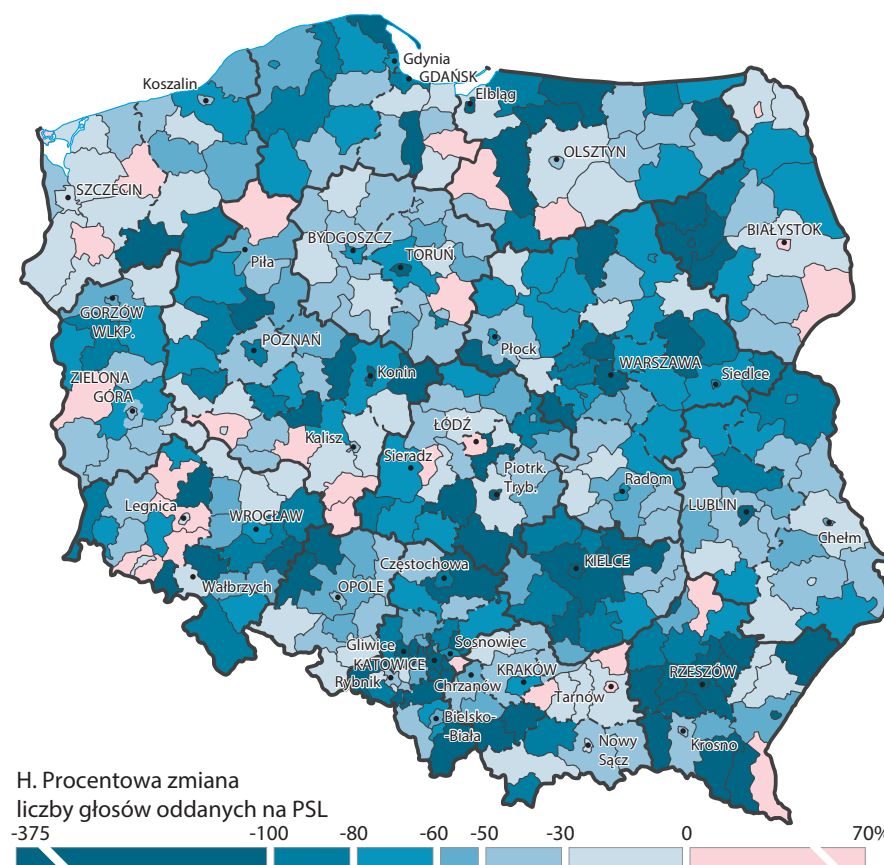 Gdynia
GDAŃSK
Koszalin
Elbląg
OLSZTYN
SZCZECIN
BIAŁYSTOK
BYDGOSZCZ
TORUŃ
Piła
GORZÓW
WLKP.
POZNAŃ
Płock
WARSZAWA
Konin
Siedlce
ZIELONA
GÓRA
Kalisz
ŁÓDŹ
Sieradz
Piotrk.
Tryb.
Radom
Legnica
WROCŁAW
LUBLIN
Chełm
Wałbrzych
Częstochowa
KIELCE
OPOLE
Gliwice
Sosnowiec
KATOWICE
Rybnik
Chrzanów
KRAKÓW
RZESZÓW
Tarnów
Bielsko-
-Biała
Nowy
Sącz
Krosno
H. Procentowa zmiana
liczby głosów oddanych na PSL
-375 -100 -80 -60 -50 -30 0 70%